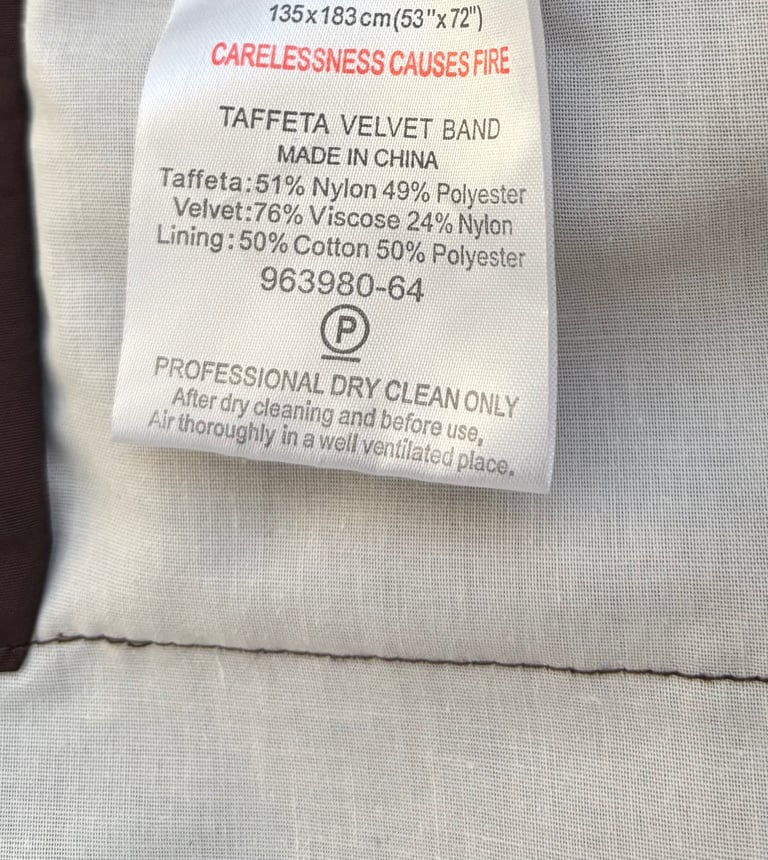 135x183cm(53"x72")
CARELESSNESS CAUSES FIRE
TAFFETA VELVET BAND
MADE IN CHINA
Taffeta:51% Nylon 49% Polyester
Velvet:76% Viscose 24% Nylon
Lining:50% Cotton 50% Polyester
963980-64
P
PROFESSIONAL DRY CLEAN ONLY
After dry cleaning and before use,
Air thoroughly in a well ventilated place.